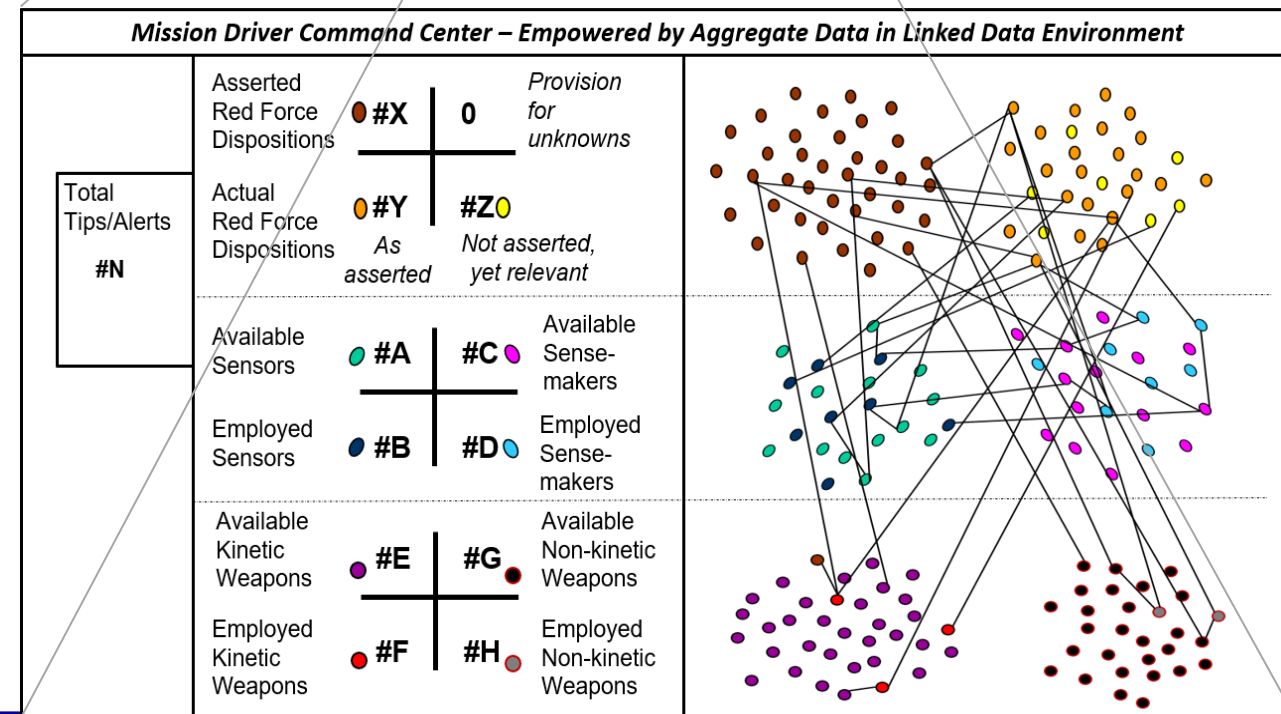 Mission Driver Command Center – Empowered by Aggregate Data in Linked Data Environment
Total
Tips/Alerts
#N
Asserted
Red Force
Dispositions
#X
0
Provision
for
unknowns
Actual
Red Force
Dispositions
#Y
#Z
As
asserted
Not asserted,
yet relevant
Available
Sensors
#A
#C
Available
Sense-
makers
Employed
Sensors
#B
#D
Employed
Sense-
makers
Available
Kinetic
Weapons
#E
#G
Available
Non-kinetic
Weapons
Employed
Kinetic
Weapons
#F
#H
Employed
Non-kinetic
Weapons